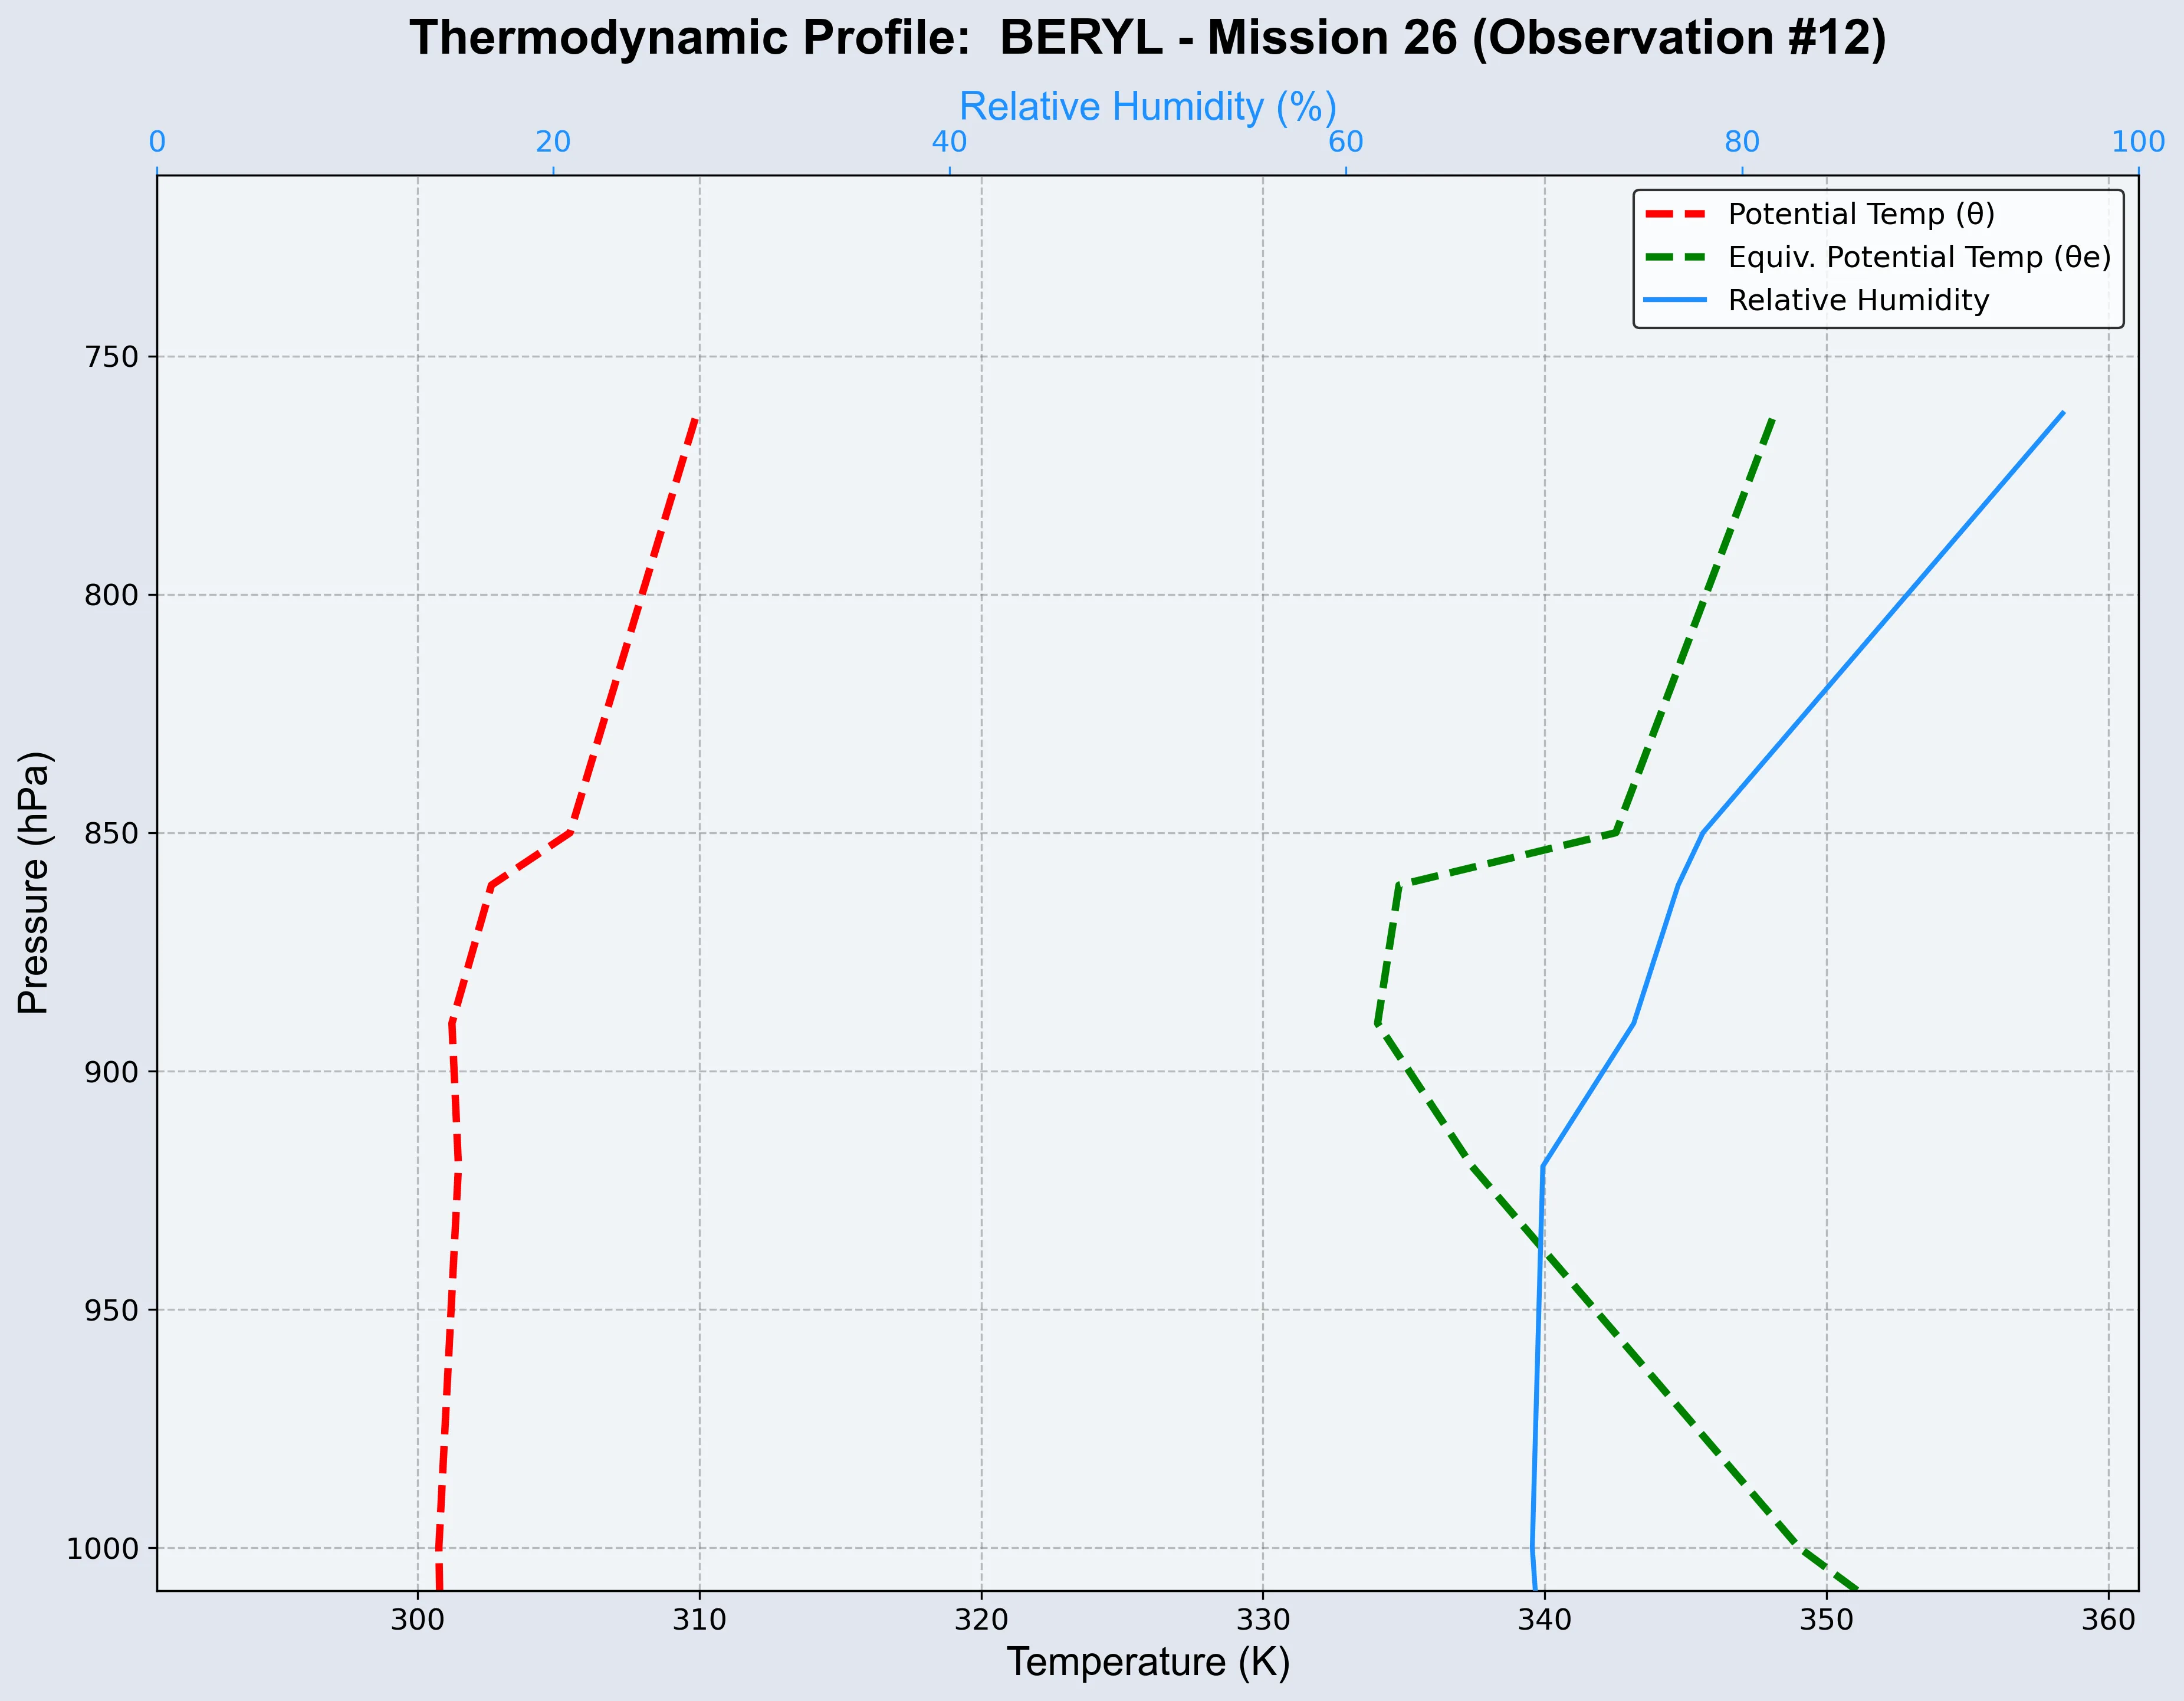 Thermodynamic Profile:  BERYL - Mission 26 (Observation #12)
Relative Humidity (%)
0 20 40 60 80 100
Potential Temp (θ)
Equiv. Potential Temp (θe)
Relative Humidity
750
800
850
900
950
1000
Pressure (hPa)
300 310 320 330 340 350 360
Temperature (K)